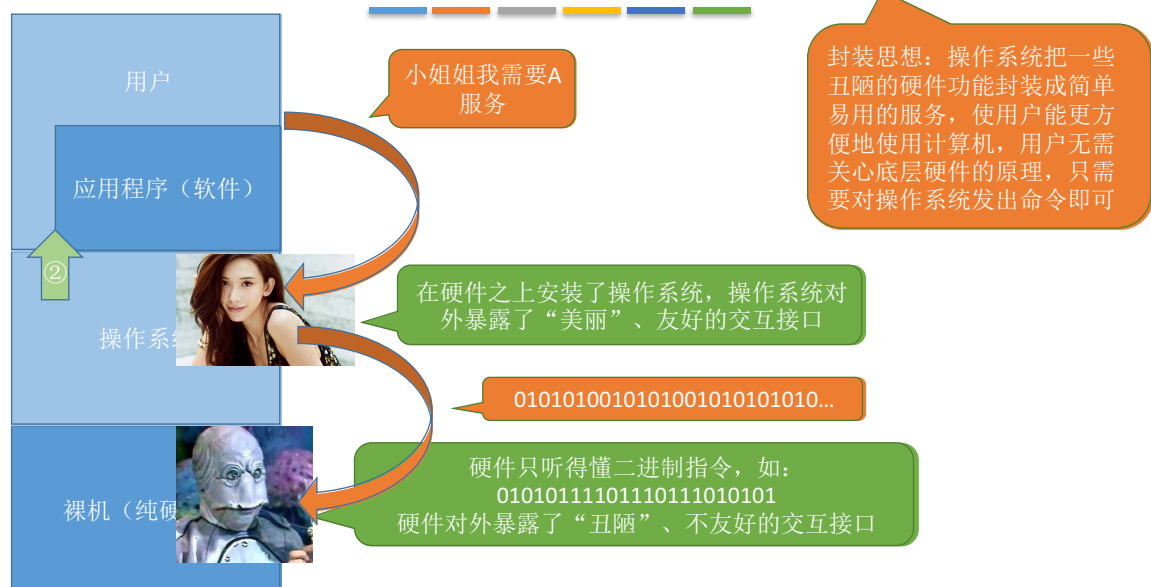 用户
小姐姐我需要A
服务
封装思想：操作系统把一些
丑陋的硬件功能封装成简单
易用的服务，使用户能更方
便地使用计算机，用户无需
关心底层硬件的原理，只需
要对操作系统发出命令即可
应用程序（软件）
②
在硬件之上安装了操作系统，操作系统对
外暴露了“美丽”、友好的交互接口
操作系
0101010010101001010101010…
硬件只听得懂二进制指令，如：
01010111101110111010101
硬件对外暴露了“丑陋”、不友好的交互接口
裸机（纯硬